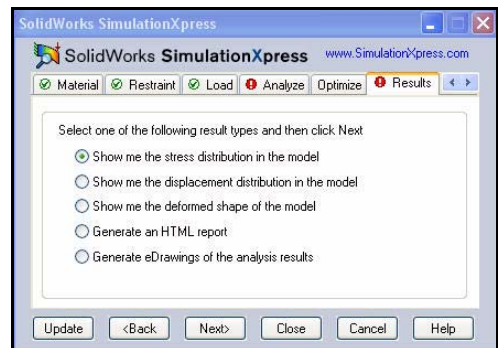 SolidWorks SimulationXpress
SolidWorks SimulationXpress www.SimulationXpress.com
Material Restraint Load Analyze Optimize Results
Select one of the following result types and then click Next
Show me the stress distribution in the model
Show me the displacement distribution in the model
Show me the deformed shape of the model
Generate an HTML report
Generate eDrawings of the analysis results
Update <Back Next> Close Cancel Help